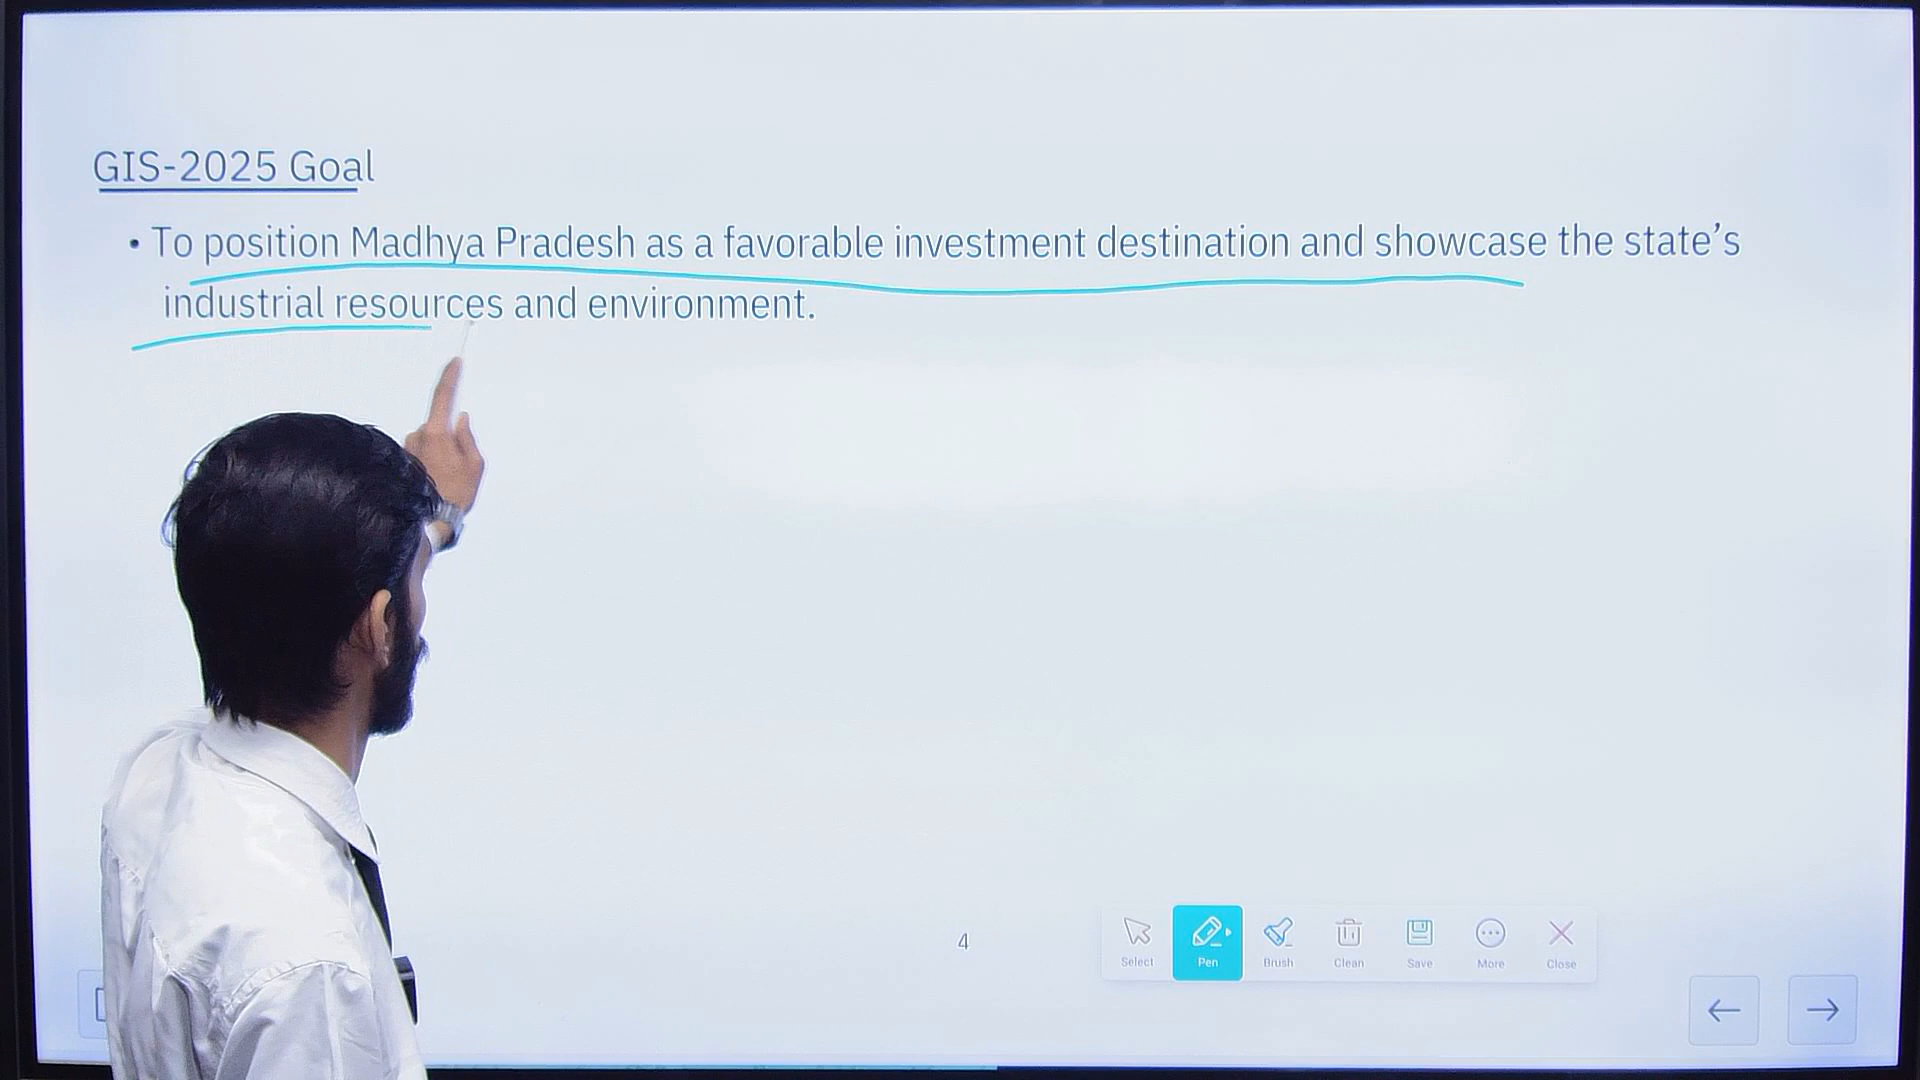 GIS-2025 Goal
• To position Madhya Pradesh as a favorable investment destination and showcase the state’s
industrial resources and environment.
4
Select
Pen
Brush
Clean
Save
More
Close